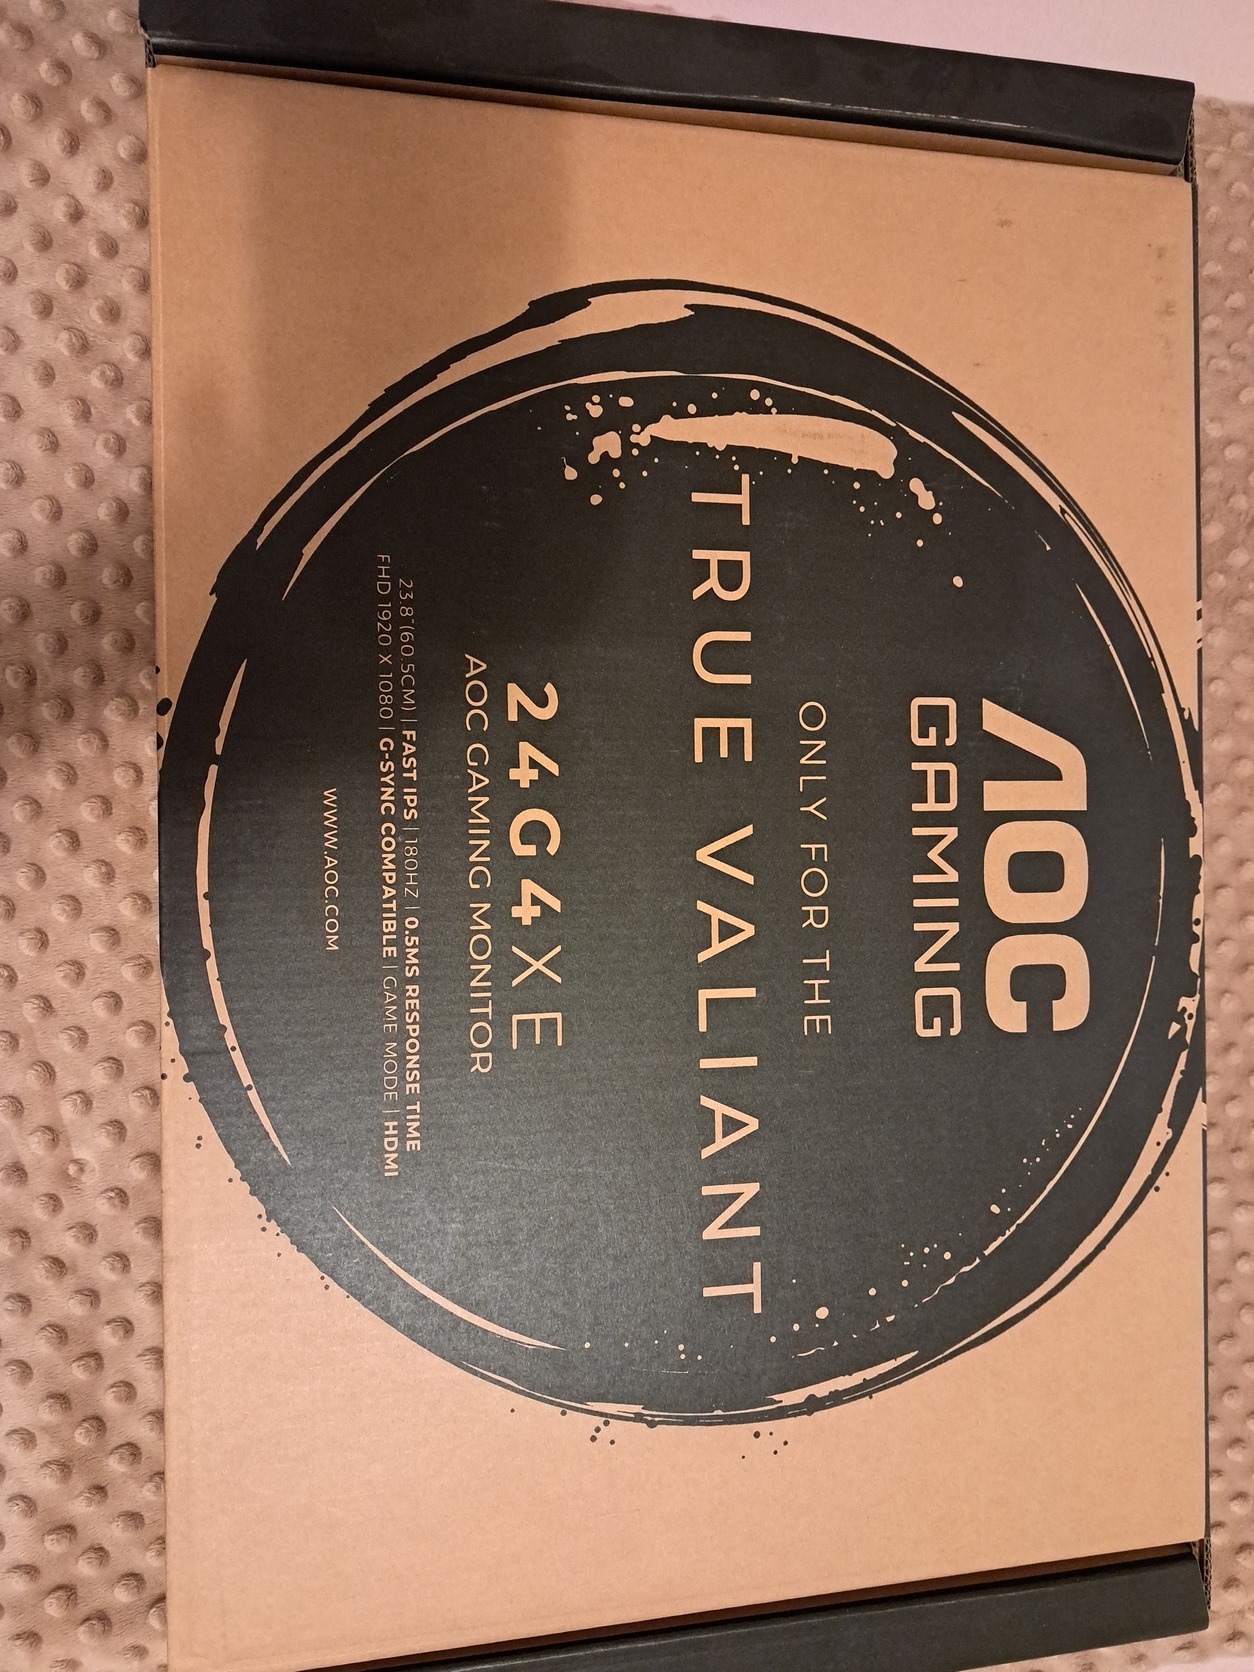 AOC
GAMING
ONLY FOR THE
TRUE VALIANT
24G4XE
AOC GAMING MONITOR
23.8"(60.5CM) | FAST IPS | 180HZ | 0.5MS RESPONSE TIME
FHD 1920 X 1080 | G-SYNC COMPATIBLE | GAME MODE | HDMI
WWW.AOC.COM